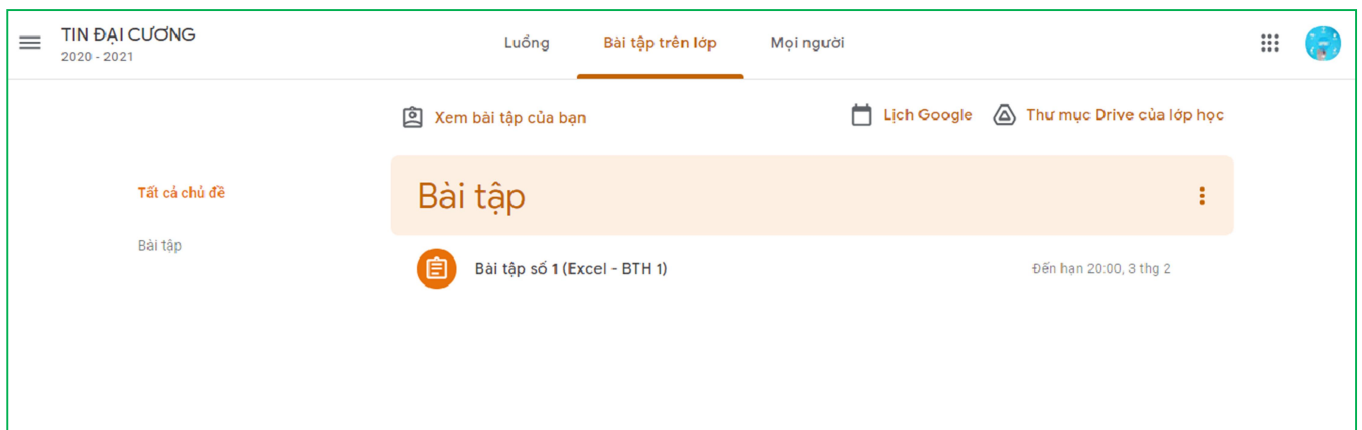 TIN ĐẠI CƯƠNG
2020 - 2021
Luồng
Bài tập trên lớp
Mọi người
Xem bài tập của bạn
Lịch Google
Thư mục Drive của lớp học
Tất cả chủ đề
Bài tập
Bài tập
Bài tập số 1 (Excel - BTH 1)
Đến hạn 20:00, 3 thg 2